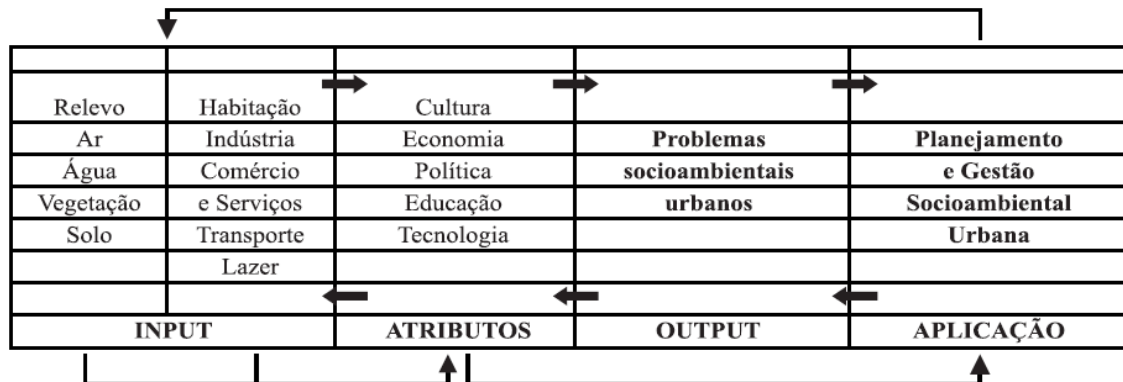 Relevo Habitação Cultura
Ar Indústria Economia Problemas Planejamento
Água Comércio Política socioambientais e Gestão
Vegetação e Serviços Educação urbanos Socioambiental
Solo Transporte Tecnologia Urbana
Lazer
INPUT ATRIBUTOS OUTPUT APLICAÇÃO